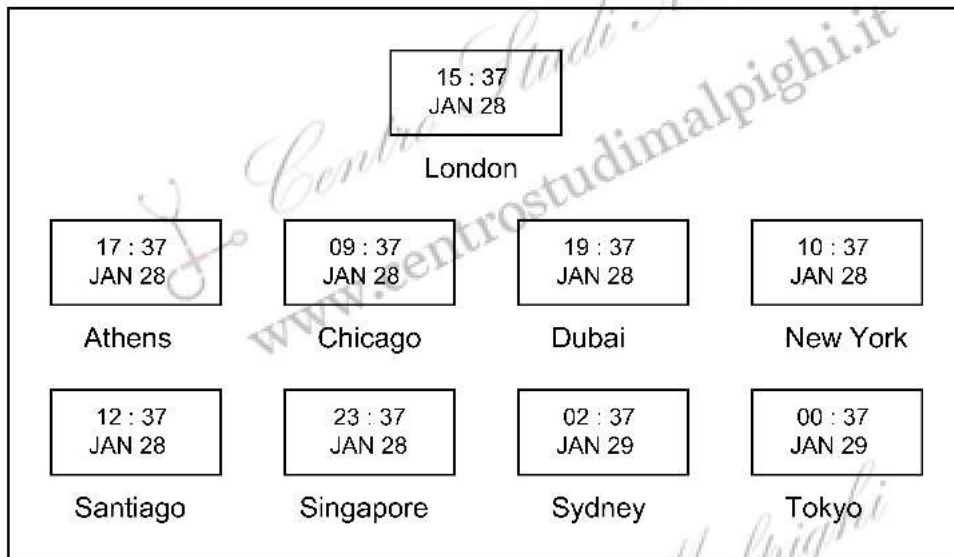 15 : 37
JAN 28
London
17 : 37
JAN 28
Athens
09 : 37
JAN 28
Chicago
19 : 37
JAN 28
Dubai
10 : 37
JAN 28
New York
12 : 37
JAN 28
Santiago
23 : 37
JAN 28
Singapore
02 : 37
JAN 29
Sydney
00 : 37
JAN 29
Tokyo
Centro Studi
www.centrostudimalpighi.it